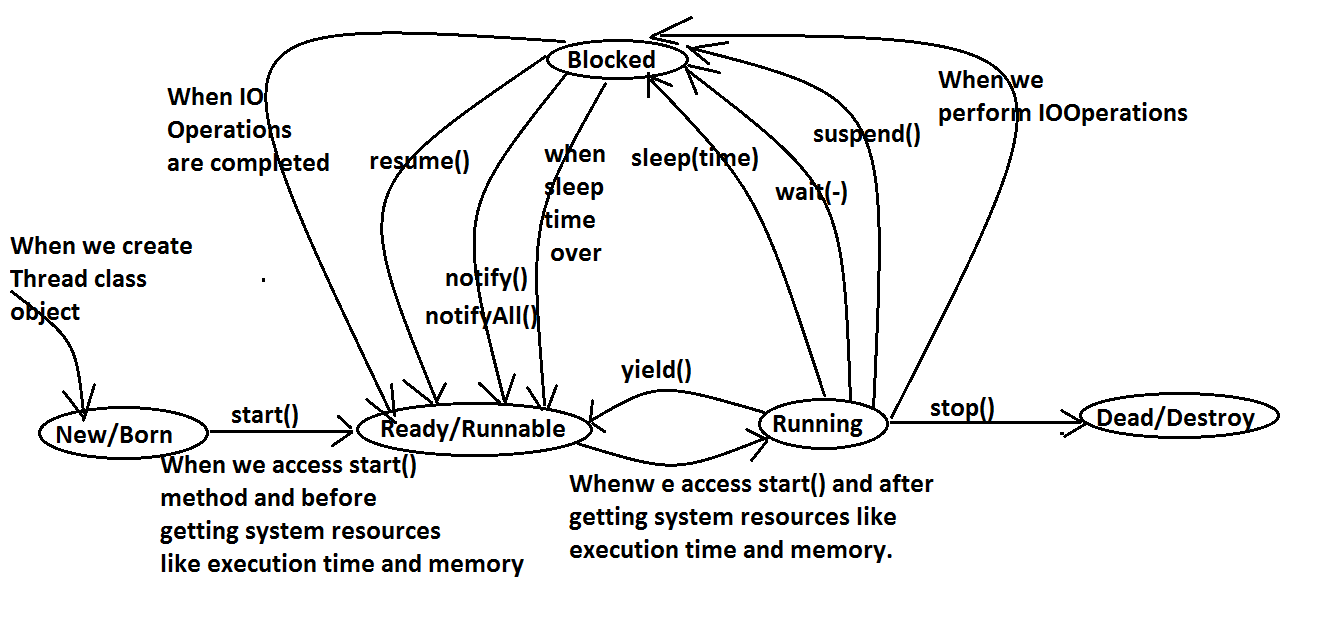 Blocked
When IO
Operations
are completed
resume()
when
sleep
time
over
sleep(time)
wait(-)
suspend()
When we
perform IOOperations
When we create
Thread class
object
notify()
notifyAll()
yield()
New/Born
start()
Ready/Runnable
Running
stop()
Dead/Destroy
When we access start()
method and before
getting system resources
like execution time and memory
Whenw e access start() and after
getting system resources like
execution time and memory.